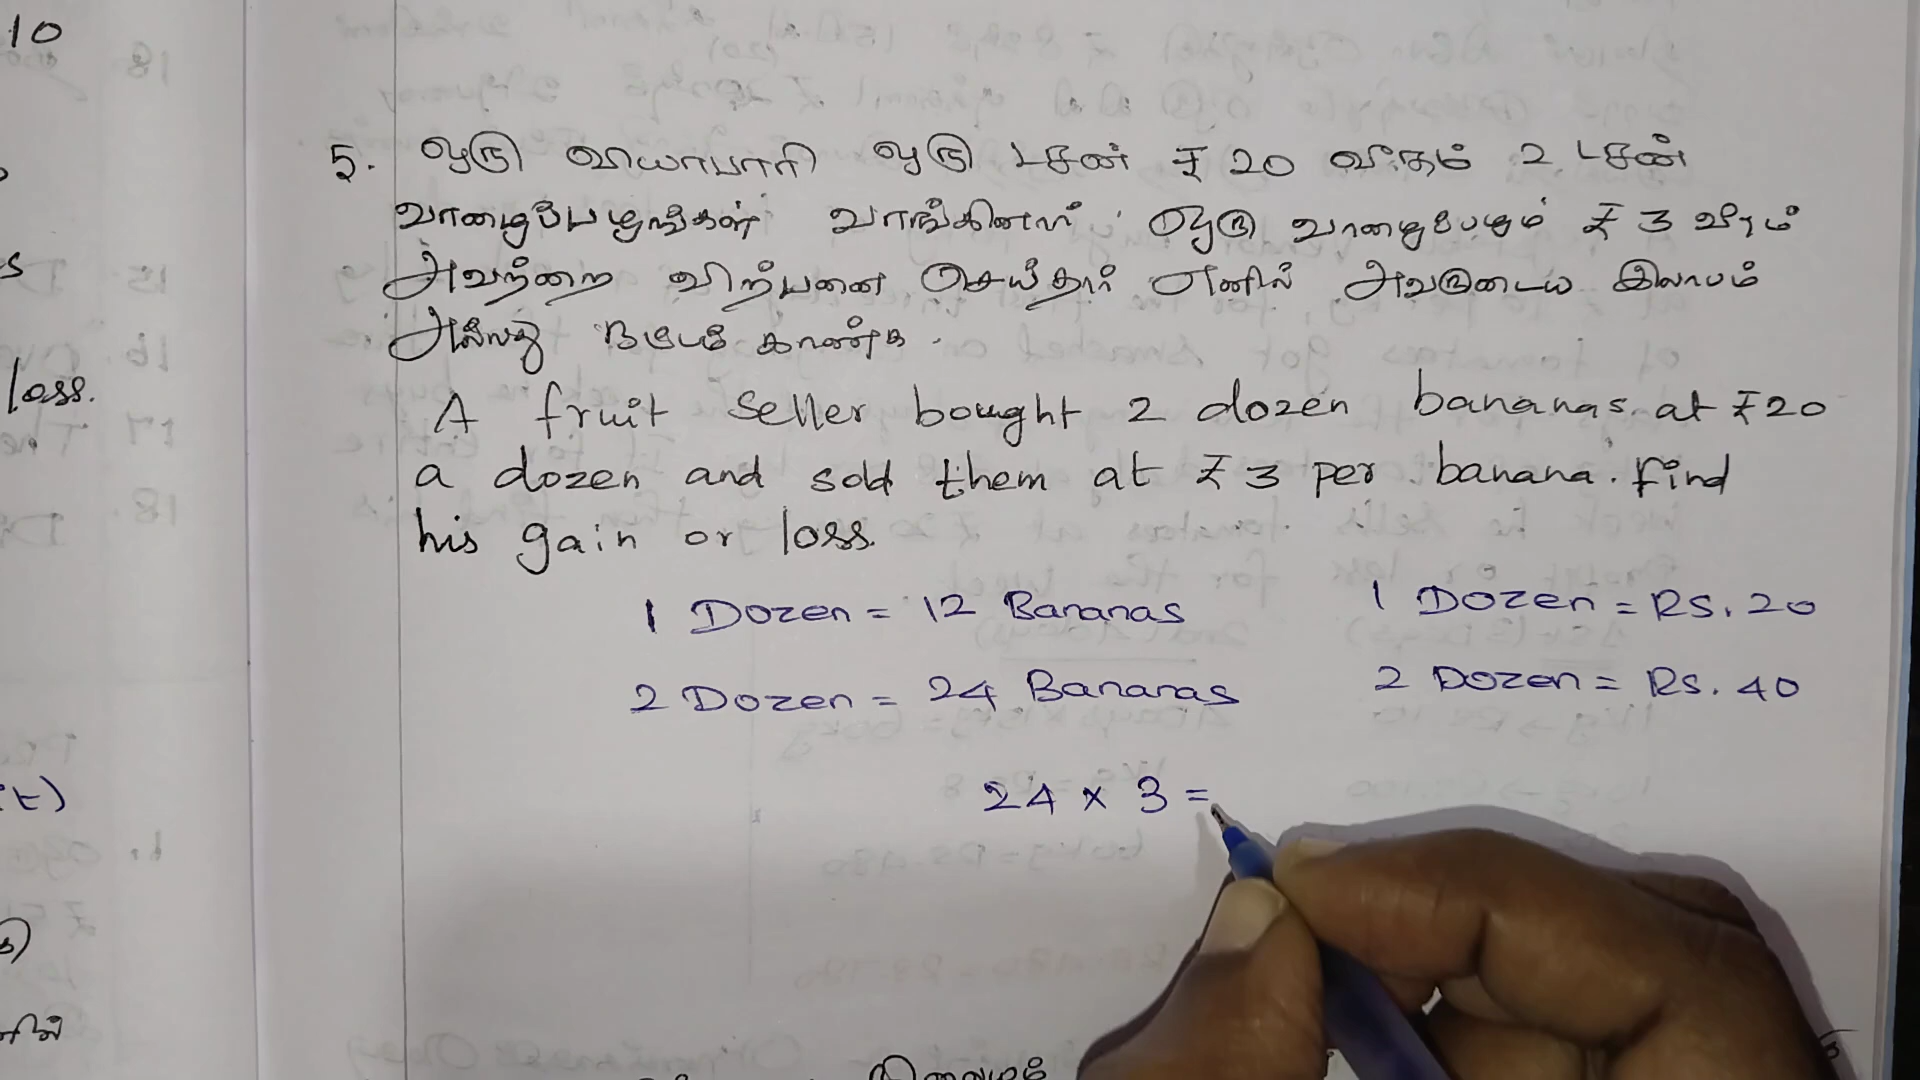 10
loss.
t)
5. ஒரு வியாபாரி ஒரு டசன் ₹ 20 வீதம் 2 டசன்
வாழைப்பழங்கள் வாங்கினார். ஒரு வாழைப்பழம் ₹ 3 வீதம்
அவற்றை விற்பனை செய்தார் எனில் அவருடைய இலாபம்
அல்லது நட்டம் காண்க.
A fruit seller bought 2 dozen bananas at ₹20
a dozen and sold them at ₹ 3 per banana. Find
his gain or loss.
1 Dozen = 12 Bananas 1 Dozen = RS. 20
2 Dozen = 24 Bananas 2 Dozen = RS. 40
24 × 3 =